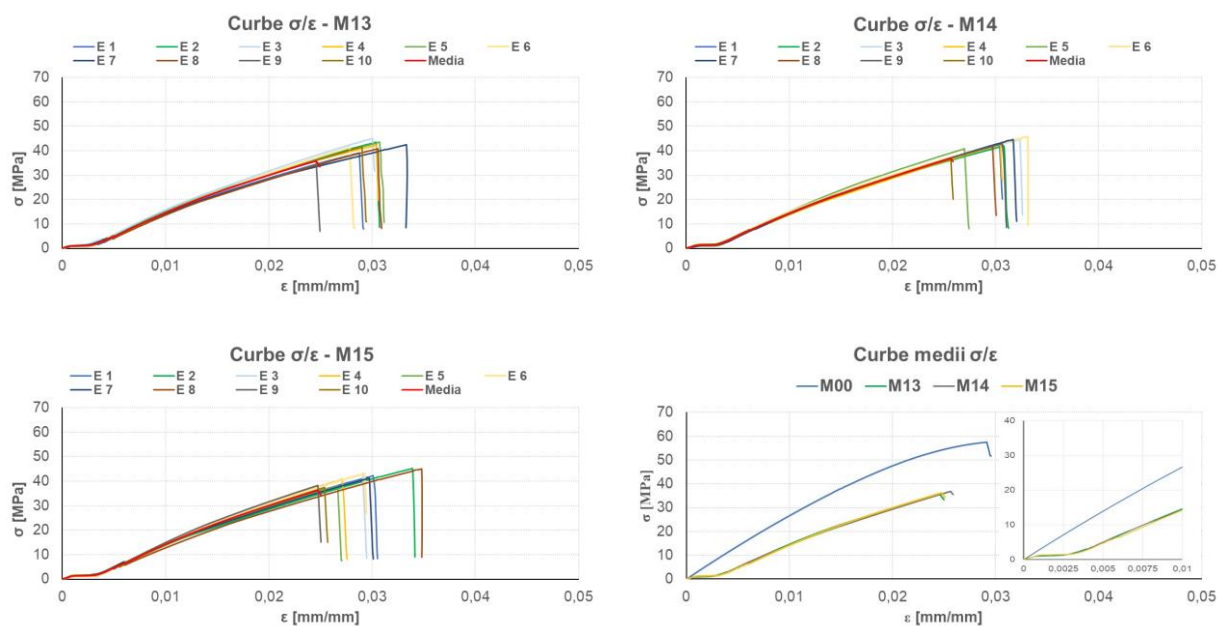 Curbe σ/ε - M13
E 1 E 2 E 3 E 4 E 5 E 6
E 7 E 8 E 9 E 10 Media
70
60
50
40
30
20
10
0
σ [MPa]
0 0,01 0,02 0,03 0,04 0,05
ε [mm/mm]
Curbe σ/ε - M14
E 1 E 2 E 3 E 4 E 5 E 6
E 7 E 8 E 9 E 10 Media
70
60
50
40
30
20
10
0
σ [MPa]
0 0,01 0,02 0,03 0,04 0,05
ε [mm/mm]
Curbe σ/ε - M15
E 1 E 2 E 3 E 4 E 5 E 6
E 7 E 8 E 9 E 10 Media
70
60
50
40
30
20
10
0
σ [MPa]
0 0,01 0,02 0,03 0,04 0,05
ε [mm/mm]
Curbe medii σ/ε
M00 M13 M14 M15
70
60
50
40
30
20
10
0
σ [MPa]
0 0,01 0,02 0,03 0,04 0,05
ε [mm/mm]
40
30
20
10
0
0 0,0025 0,005 0,0075 0,01